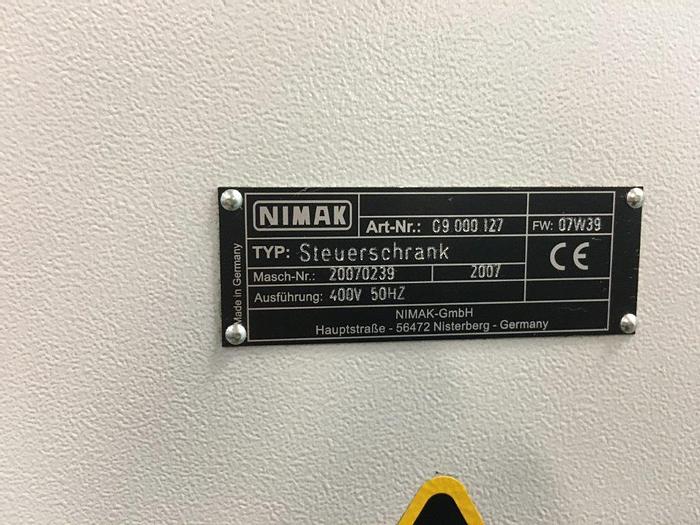 NIMAK
Art-Nr.: C9 000 127
FW: 07W39
TYP: Steuerschrank
CE
Masch-Nr.: 20070239 2007
Ausführung: 400V 50HZ
NIMAK-GmbH
Hauptstraße - 56472 Nisterberg - Germany
Made in Germany